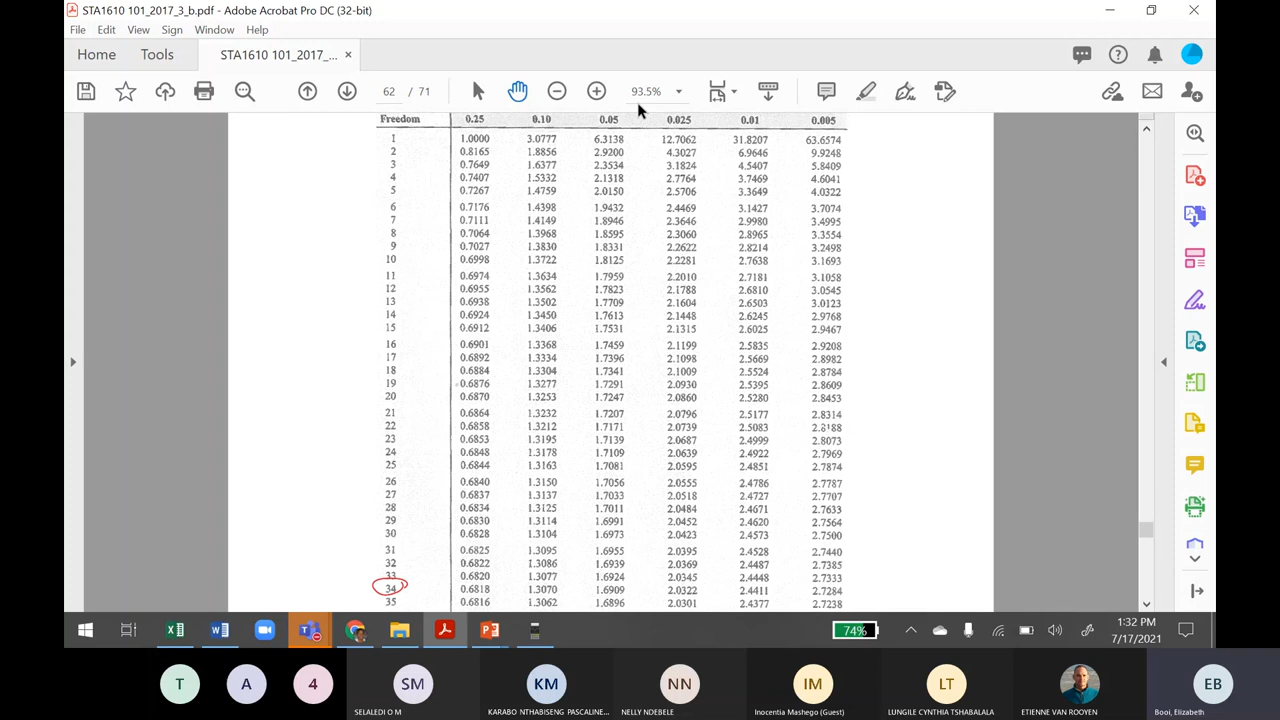 STA1610 101_2017_3_b.pdf - Adobe Acrobat Pro DC (32-bit)
File Edit View Sign Window Help
Home Tools STA1610 101_2017_... ×
62 / 71 93.5%
Freedom 0.25 0.10 0.05 0.025 0.01 0.005
1 1.0000 3.0777 6.3138 12.7062 31.8207 63.6574
2 0.8165 1.8856 2.9200 4.3027 6.9646 9.9248
3 0.7649 1.6377 2.3534 3.1824 4.5407 5.8409
4 0.7407 1.5332 2.1318 2.7764 3.7469 4.6041
5 0.7267 1.4759 2.0150 2.5706 3.3649 4.0322
6 0.7176 1.4398 1.9432 2.4469 3.1427 3.7074
7 0.7111 1.4149 1.8946 2.3646 2.9980 3.4995
8 0.7064 1.3968 1.8595 2.3060 2.8965 3.3554
9 0.7027 1.3830 1.8331 2.2622 2.8214 3.2498
10 0.6998 1.3722 1.8125 2.2281 2.7638 3.1693
11 0.6974 1.3634 1.7959 2.2010 2.7181 3.1058
12 0.6955 1.3562 1.7823 2.1788 2.6810 3.0545
13 0.6938 1.3502 1.7709 2.1604 2.6503 3.0123
14 0.6924 1.3450 1.7613 2.1448 2.6245 2.9768
15 0.6912 1.3406 1.7531 2.1315 2.6025 2.9467
16 0.6901 1.3368 1.7459 2.1199 2.5835 2.9208
17 0.6892 1.3334 1.7396 2.1098 2.5669 2.8982
18 0.6884 1.3304 1.7341 2.1009 2.5524 2.8784
19 0.6876 1.3277 1.7291 2.0930 2.5395 2.8609
20 0.6870 1.3253 1.7247 2.0860 2.5280 2.8453
21 0.6864 1.3232 1.7207 2.0796 2.5177 2.8314
22 0.6858 1.3212 1.7171 2.0739 2.5083 2.8188
23 0.6853 1.3195 1.7139 2.0687 2.4999 2.8073
24 0.6848 1.3178 1.7109 2.0639 2.4922 2.7969
25 0.6844 1.3163 1.7081 2.0595 2.4851 2.7874
26 0.6840 1.3150 1.7056 2.0555 2.4786 2.7787
27 0.6837 1.3137 1.7033 2.0518 2.4727 2.7707
28 0.6834 1.3125 1.7011 2.0484 2.4671 2.7633
29 0.6830 1.3114 1.6991 2.0452 2.4620 2.7564
30 0.6828 1.3104 1.6973 2.0423 2.4573 2.7500
31 0.6825 1.3095 1.6955 2.0395 2.4528 2.7440
32 0.6822 1.3086 1.6939 2.0369 2.4487 2.7385
33 0.6820 1.3077 1.6924 2.0345 2.4448 2.7333
34 0.6818 1.3070 1.6909 2.0322 2.4411 2.7284
35 0.6816 1.3062 1.6896 2.0301 2.4377 2.7238
74% 1:32 PM
7/17/2021
T A 4 SM KM NN IM LT EB
SELALEDI O M KARABO NTHABISENG PASCALINE... NELLY NDEBELE Inocentia Mashego (Guest) LUNGILE CYNTHIA TSHABALALA ETIENNE VAN ROOYEN Booi, Elizabeth